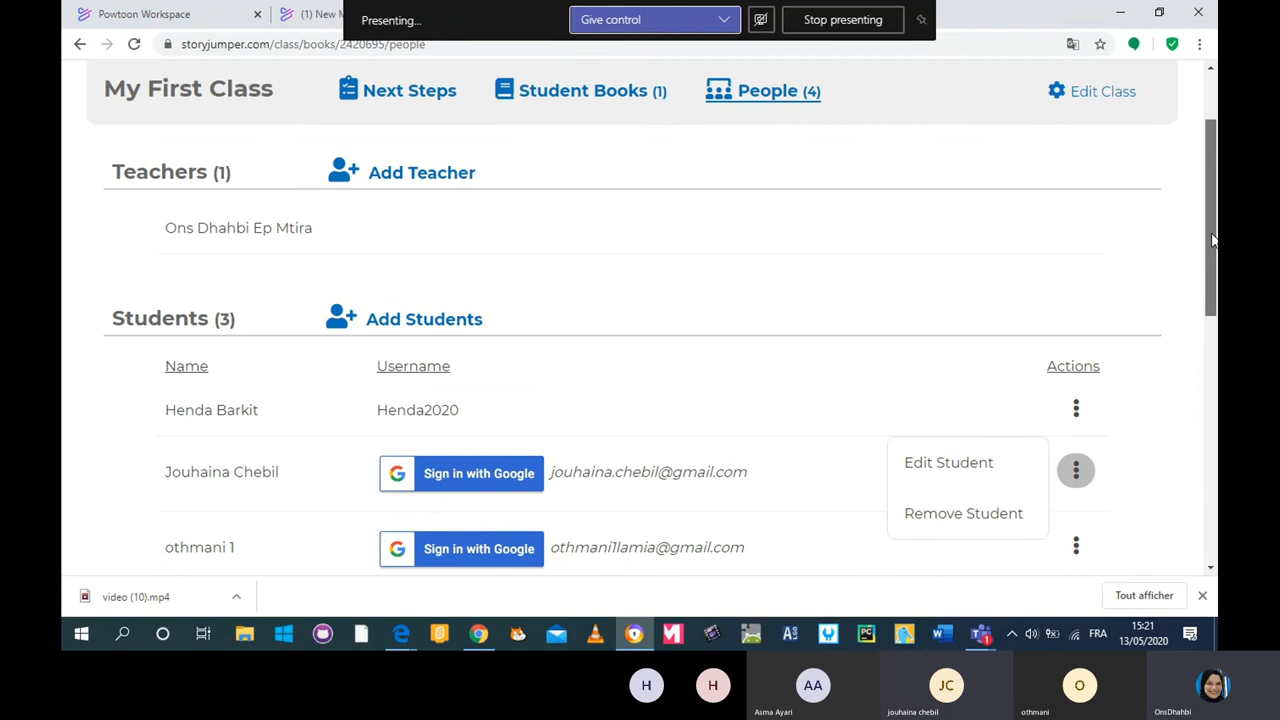 Powtoon Workspace
(1) New M
Presenting...
Give control
Stop presenting
storyjumper.com/class/books/2420695/people
My First Class
Next Steps
Student Books (1)
People (4)
Edit Class
Teachers (1)
Add Teacher
Ons Dhahbi Ep Mtira
Students (3)
Add Students
Name
Username
Actions
Henda Barkit
Henda2020
Jouhaina Chebil
G Sign in with Google
jouhaina.chebil@gmail.com
Edit Student
Remove Student
othmani 1
G Sign in with Google
othmani1lamia@gmail.com
video (10).mp4
Tout afficher
FRA
15:21
13/05/2020
H
H
AA
JC
O
Asma Ayari
jouhaina chebil
othmani
OnsDhahbi